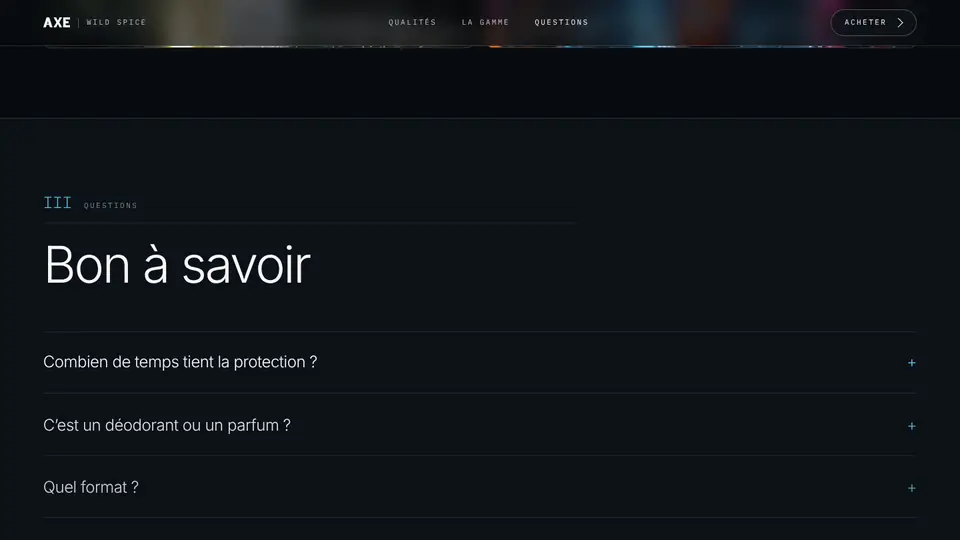 AXE | WILD SPICE
QUALITÉS
LA GAMME
QUESTIONS
ACHETER
III QUESTIONS
Bon à savoir
Combien de temps tient la protection ?
+
C'est un déodorant ou un parfum ?
+
Quel format ?
+